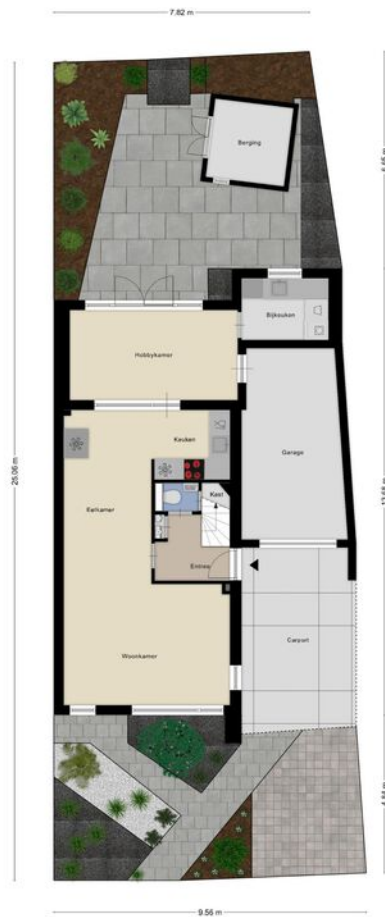 7.82 m
Berging
Bijkeuken
Hobbykamer
Keuken
Garage
25.06 m
Kast
Eetkamer
Entree
Carport
Woonkamer
9.56 m